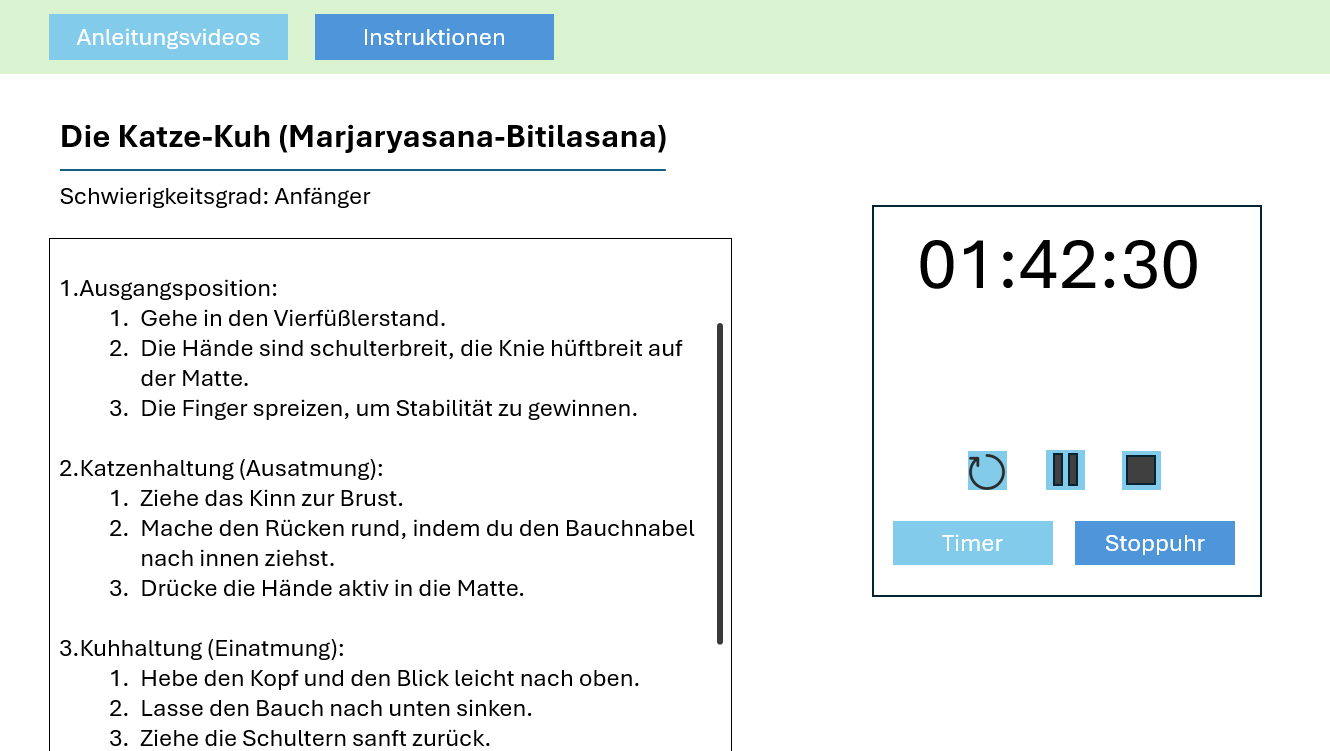 Anleitungsvideos
Instruktionen
Die Katze-Kuh (Marjaryasana-Bitilasana)
Schwierigkeitsgrad: Anfänger
1.Ausgangsposition:
1. Gehe in den Vierfüßlerstand.
2. Die Hände sind schulterbreit, die Knie hüftbreit auf
der Matte.
3. Die Finger spreizen, um Stabilität zu gewinnen.
2.Katzenhaltung (Ausatmung):
1. Ziehe das Kinn zur Brust.
2. Mache den Rücken rund, indem du den Bauchnabel
nach innen ziehst.
3. Drücke die Hände aktiv in die Matte.
3.Kuhhaltung (Einatmung):
1. Hebe den Kopf und den Blick leicht nach oben.
2. Lasse den Bauch nach unten sinken.
3. Ziehe die Schultern sanft zurück.
01:42:30
Timer
Stoppuhr